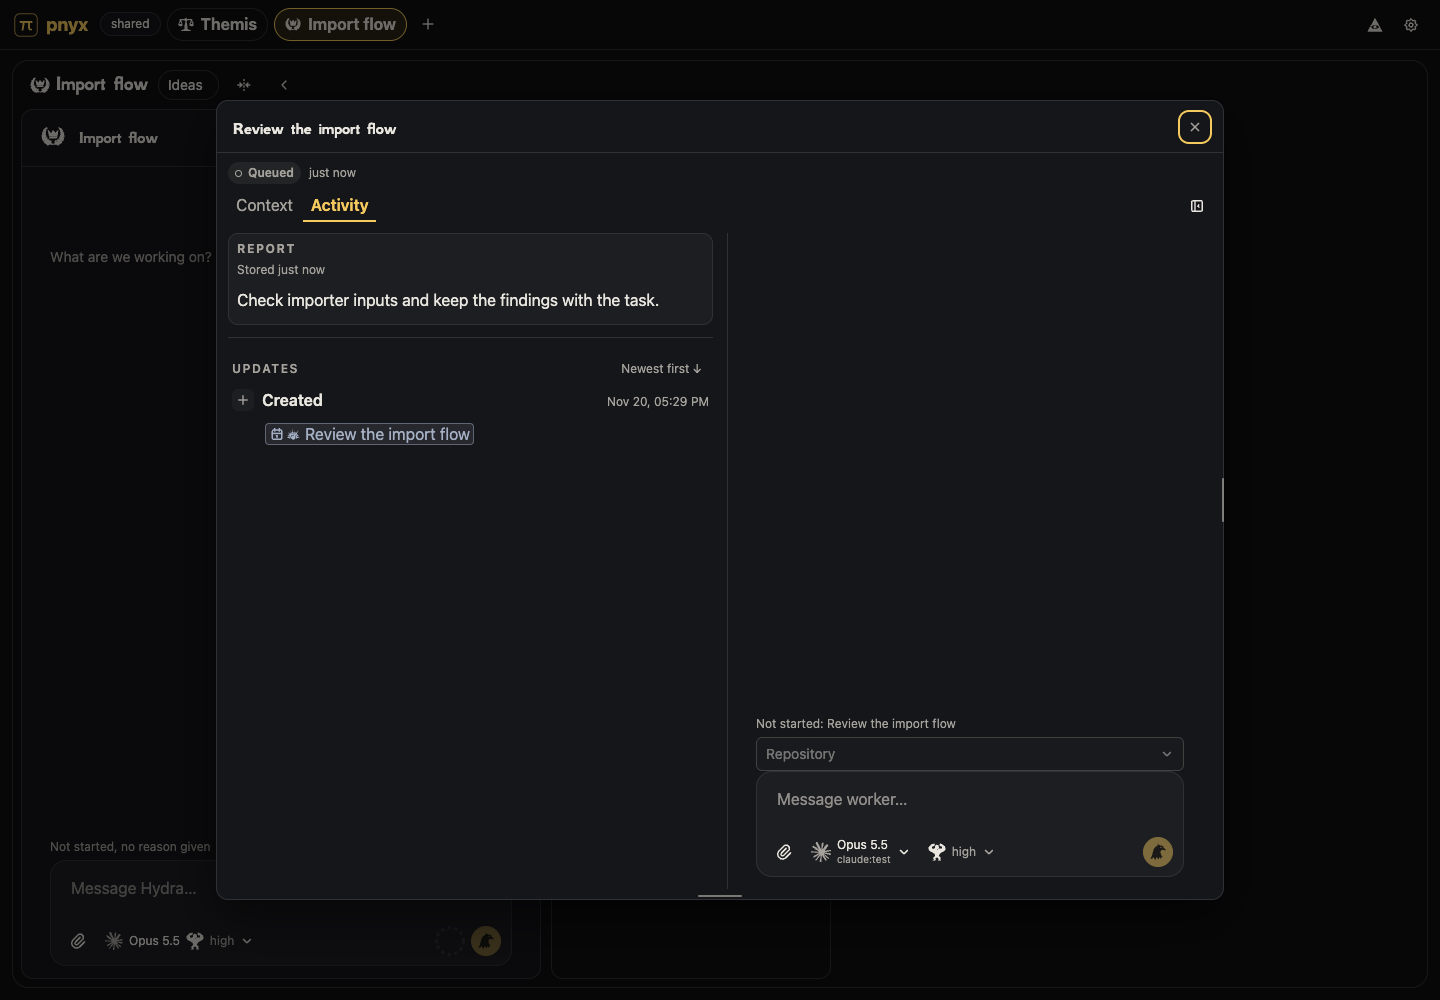 π pnyx
shared
Themis
Import flow
Import flow
Ideas
Import flow
What are we working on?
Not started, no reason given
Message Hydra...
Opus 5.5
high
Review the import flow
Queued
just now
Context
Activity
REPORT
Stored just now
Check importer inputs and keep the findings with the task.
UPDATES
Newest first ↓
Created
Nov 20, 05:29 PM
Review the import flow
Not started: Review the import flow
Repository
Message worker...
Opus 5.5
claude:test
high